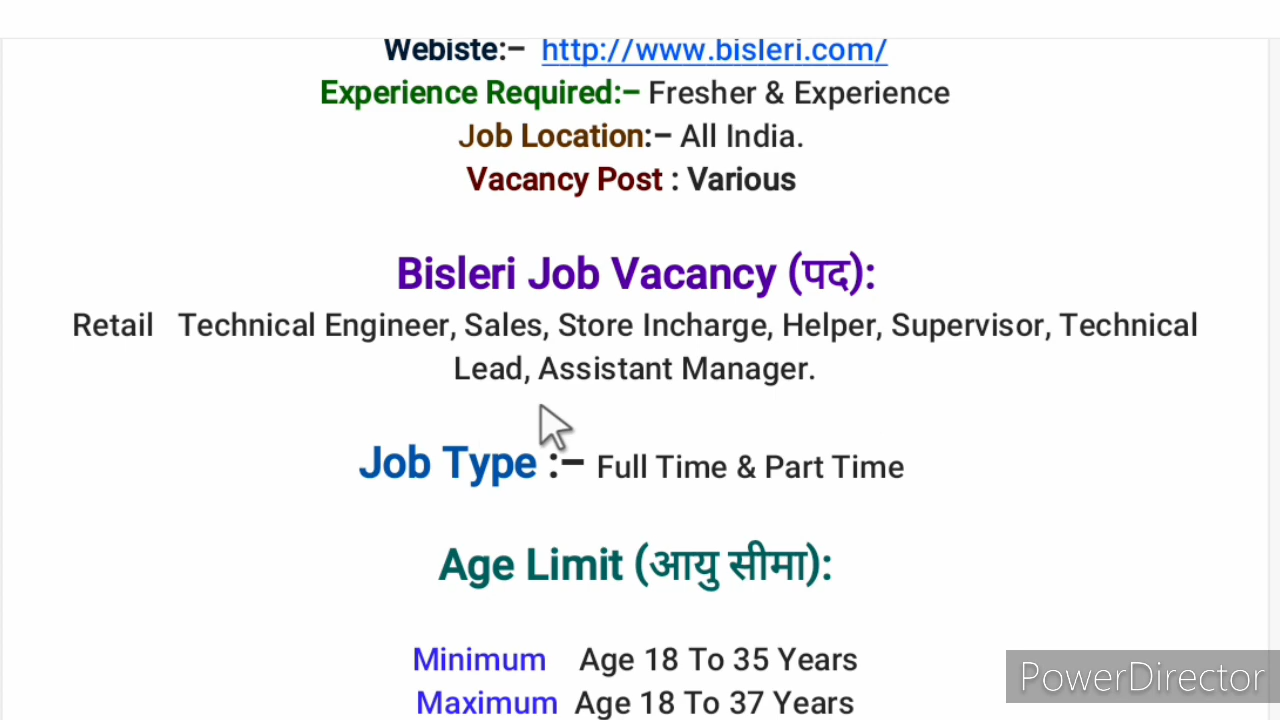 Webiste:– http://www.bisleri.com/
Experience Required:– Fresher & Experience
Job Location:– All India.
Vacancy Post : Various
Bisleri Job Vacancy (पद):
Retail Technical Engineer, Sales, Store Incharge, Helper, Supervisor, Technical
Lead, Assistant Manager.
Job Type :– Full Time & Part Time
Age Limit (आयु सीमा):
Minimum Age 18 To 35 Years
Maximum Age 18 To 37 Years
PowerDirector